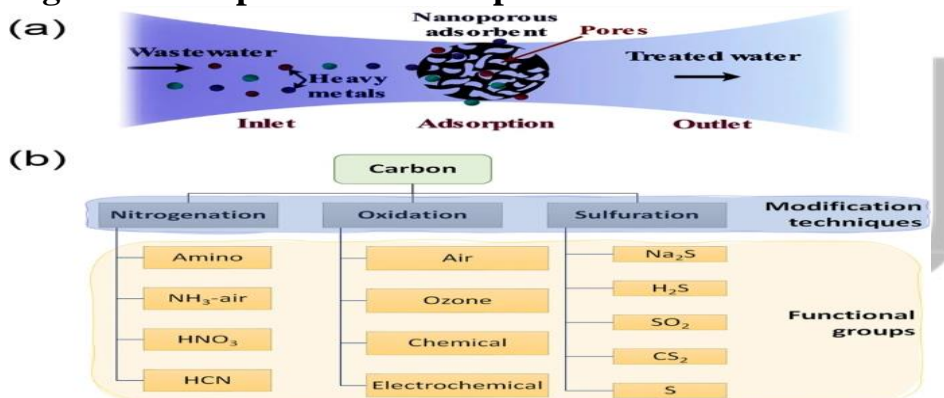 (a)
Nanoporous
adsorbent
Pores
Wastewater
Heavy
metals
Treated water
Inlet
Adsorption
Outlet
(b)
Carbon
Nitrogenation
Oxidation
Sulfuration
Modification
techniques
Amino
Air
Na₂S
NH₃-air
Ozone
H₂S
HNO₃
Chemical
SO₂
Functional
groups
HCN
Electrochemical
CS₂
S